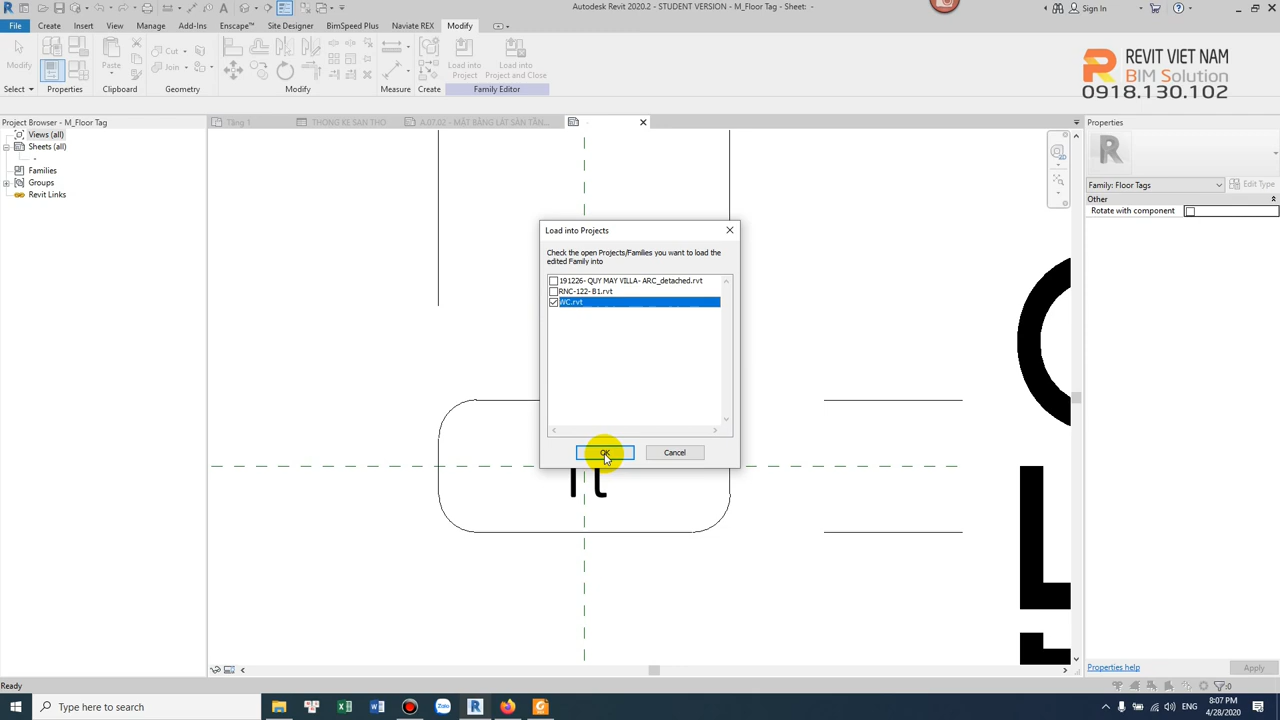 Autodesk Revit 2020.2 - STUDENT VERSION - M_Floor Tag - Sheet: -
Sign In
File
Create
Insert
View
Manage
Add-Ins
Enscape™
Site Designer
BimSpeed Plus
Naviate REX
Modify
Modify
Paste
Cut
Join
Load into
Project
Load into
Project and Close
Select
Properties
Clipboard
Geometry
Modify
Measure
Create
Family Editor
REVIT VIET NAM
BIM Solution
0918.130.102
Project Browser - M_Floor Tag
Views (all)
Sheets (all)
-
Families
Groups
Revit Links
Tầng 1
THONG KE SAN THO
A.07.02 - MẶT BẰNG LÁT SÀN TẦN...
-
Properties
R
Family: Floor Tags
Edit Type
Other
Rotate with component
Load into Projects
Check the open Projects/Families you want to load the
edited Family into
191226- QUY MAY VILLA- ARC_detached.rvt
RNC-122- B1.rvt
WC.rvt
OK
Cancel
Properties help
Apply
Ready
:0
Type here to search
ENG
8:07 PM
4/28/2020